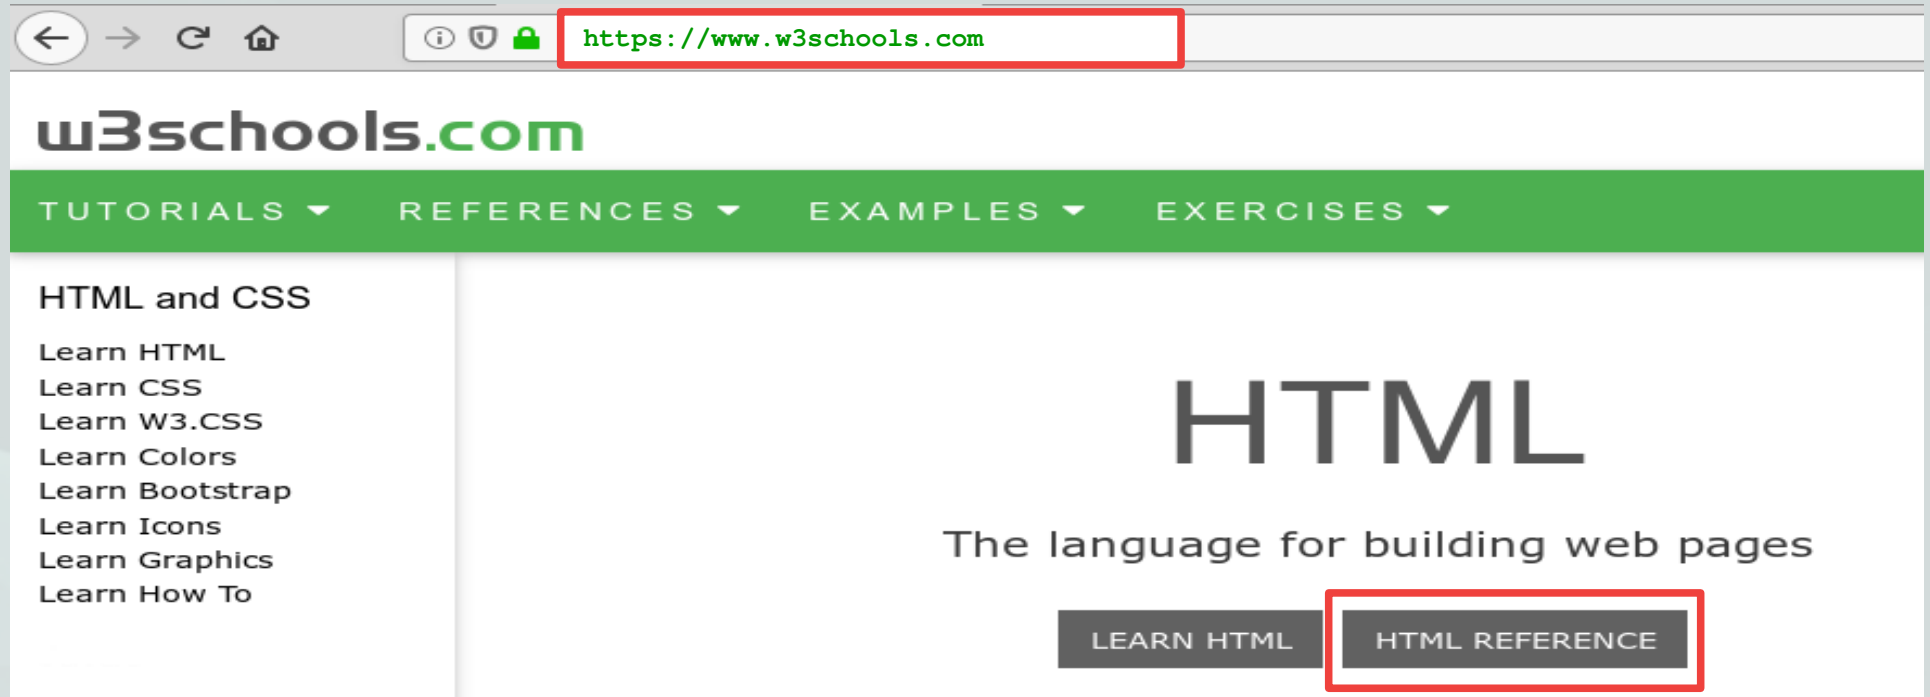 https://www.w3schools.com
w3schools.com
TUTORIALS REFERENCES EXAMPLES EXERCISES
HTML and CSS
Learn HTML
Learn CSS
Learn W3.CSS
Learn Colors
Learn Bootstrap
Learn Icons
Learn Graphics
Learn How To
HTML
The language for building web pages
LEARN HTML HTML REFERENCE